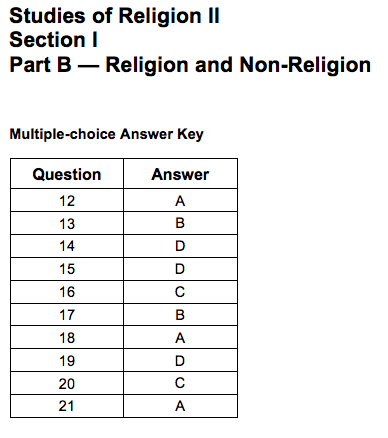 Studies of Religion II
Section I
Part B — Religion and Non-Religion
Multiple-choice Answer Key
Question Answer
12 A
13 B
14 D
15 D
16 C
17 B
18 A
19 D
20 C
21 A